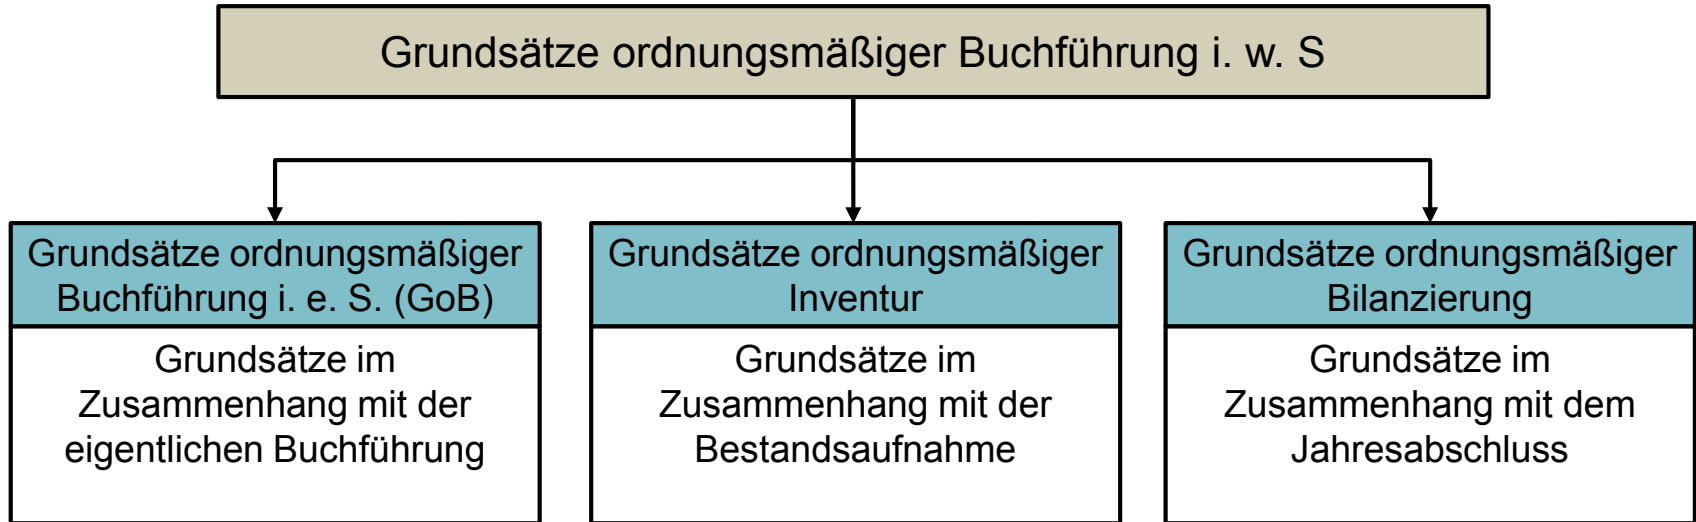 Grundsätze ordnungsmäßiger Buchführung i. w. S
Grundsätze ordnungsmäßiger
Buchführung i. e. S. (GoB)
Grundsätze im
Zusammenhang mit der
eigentlichen Buchführung
Grundsätze ordnungsmäßiger
Inventur
Grundsätze im
Zusammenhang mit der
Bestandsaufnahme
Grundsätze ordnungsmäßiger
Bilanzierung
Grundsätze im
Zusammenhang mit dem
Jahresabschluss